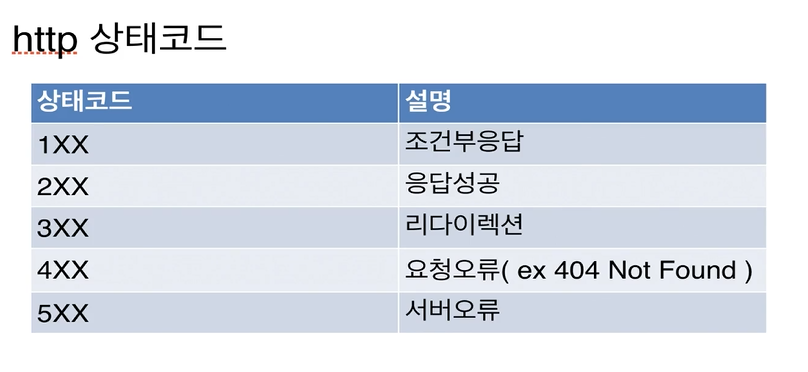 http 상태코드
상태코드 설명
1XX 조건부응답
2XX 응답성공
3XX 리다이렉션
4XX 요청오류( ex 404 Not Found )
5XX 서버오류